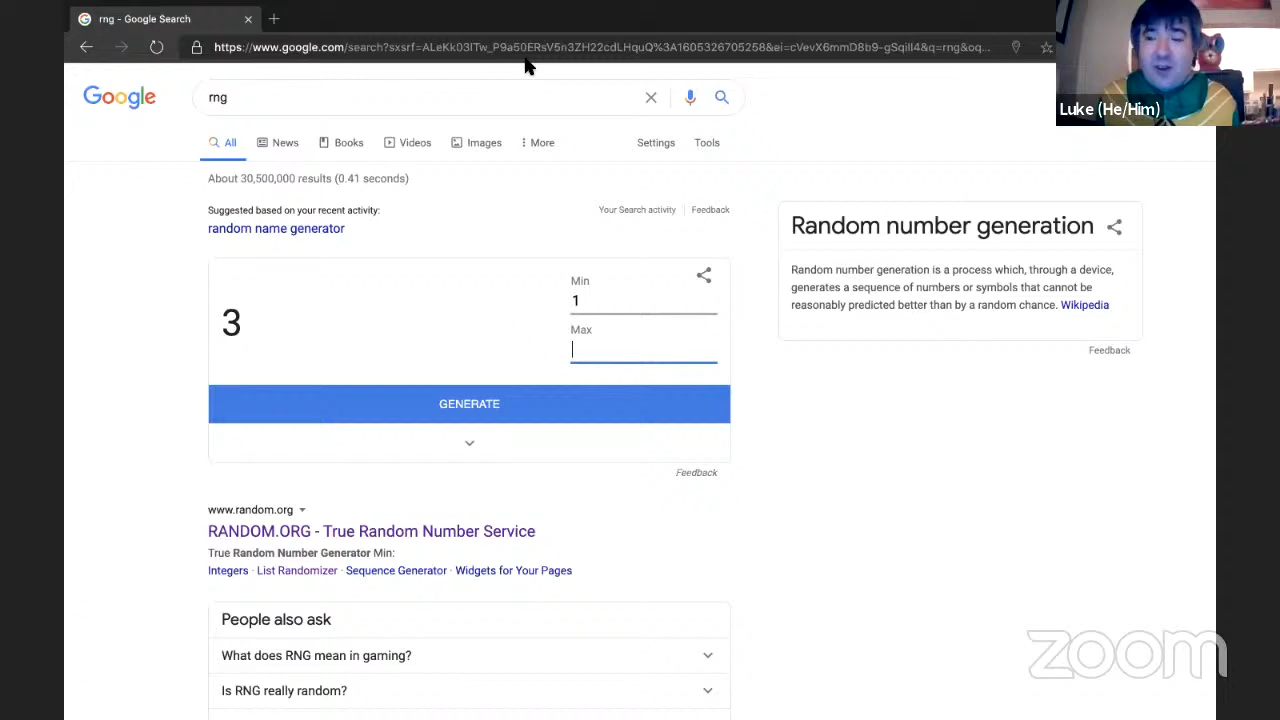 rng - Google Search
https://www.google.com/search?sxsrf=ALeKk03ITw_P9a50ERsV5n3ZH22cdLHquQ%3A1605326705258&ei=cVevX6mmD8b9-gSqiIl4&q=rng&oq...
Luke (He/Him)
Google
rng
All
News
Books
Videos
Images
More
Settings
Tools
About 30,500,000 results (0.41 seconds)
Suggested based on your recent activity:
Your Search activity
Feedback
random name generator
3
Min
1
Max
GENERATE
Feedback
Random number generation
Random number generation is a process which, through a device,
generates a sequence of numbers or symbols that cannot be
reasonably predicted better than by a random chance. Wikipedia
Feedback
www.random.org
RANDOM.ORG - True Random Number Service
True Random Number Generator Min:
Integers · List Randomizer · Sequence Generator · Widgets for Your Pages
People also ask
What does RNG mean in gaming?
Is RNG really random?
zoom